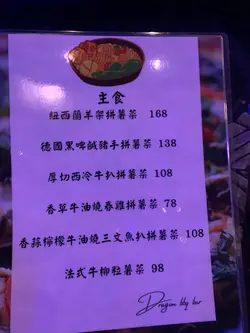 主食
紐西蘭羊架拼薯菜 168
德國黑啤鹹豬手拼薯菜 138
厚切西冷牛扒拼薯菜 108
香草牛油燒春雞拼薯菜 78
香蒜檸檬牛油燒三文魚扒拼薯菜 108
法式牛柳粒薯菜 98
Dragon lily bar